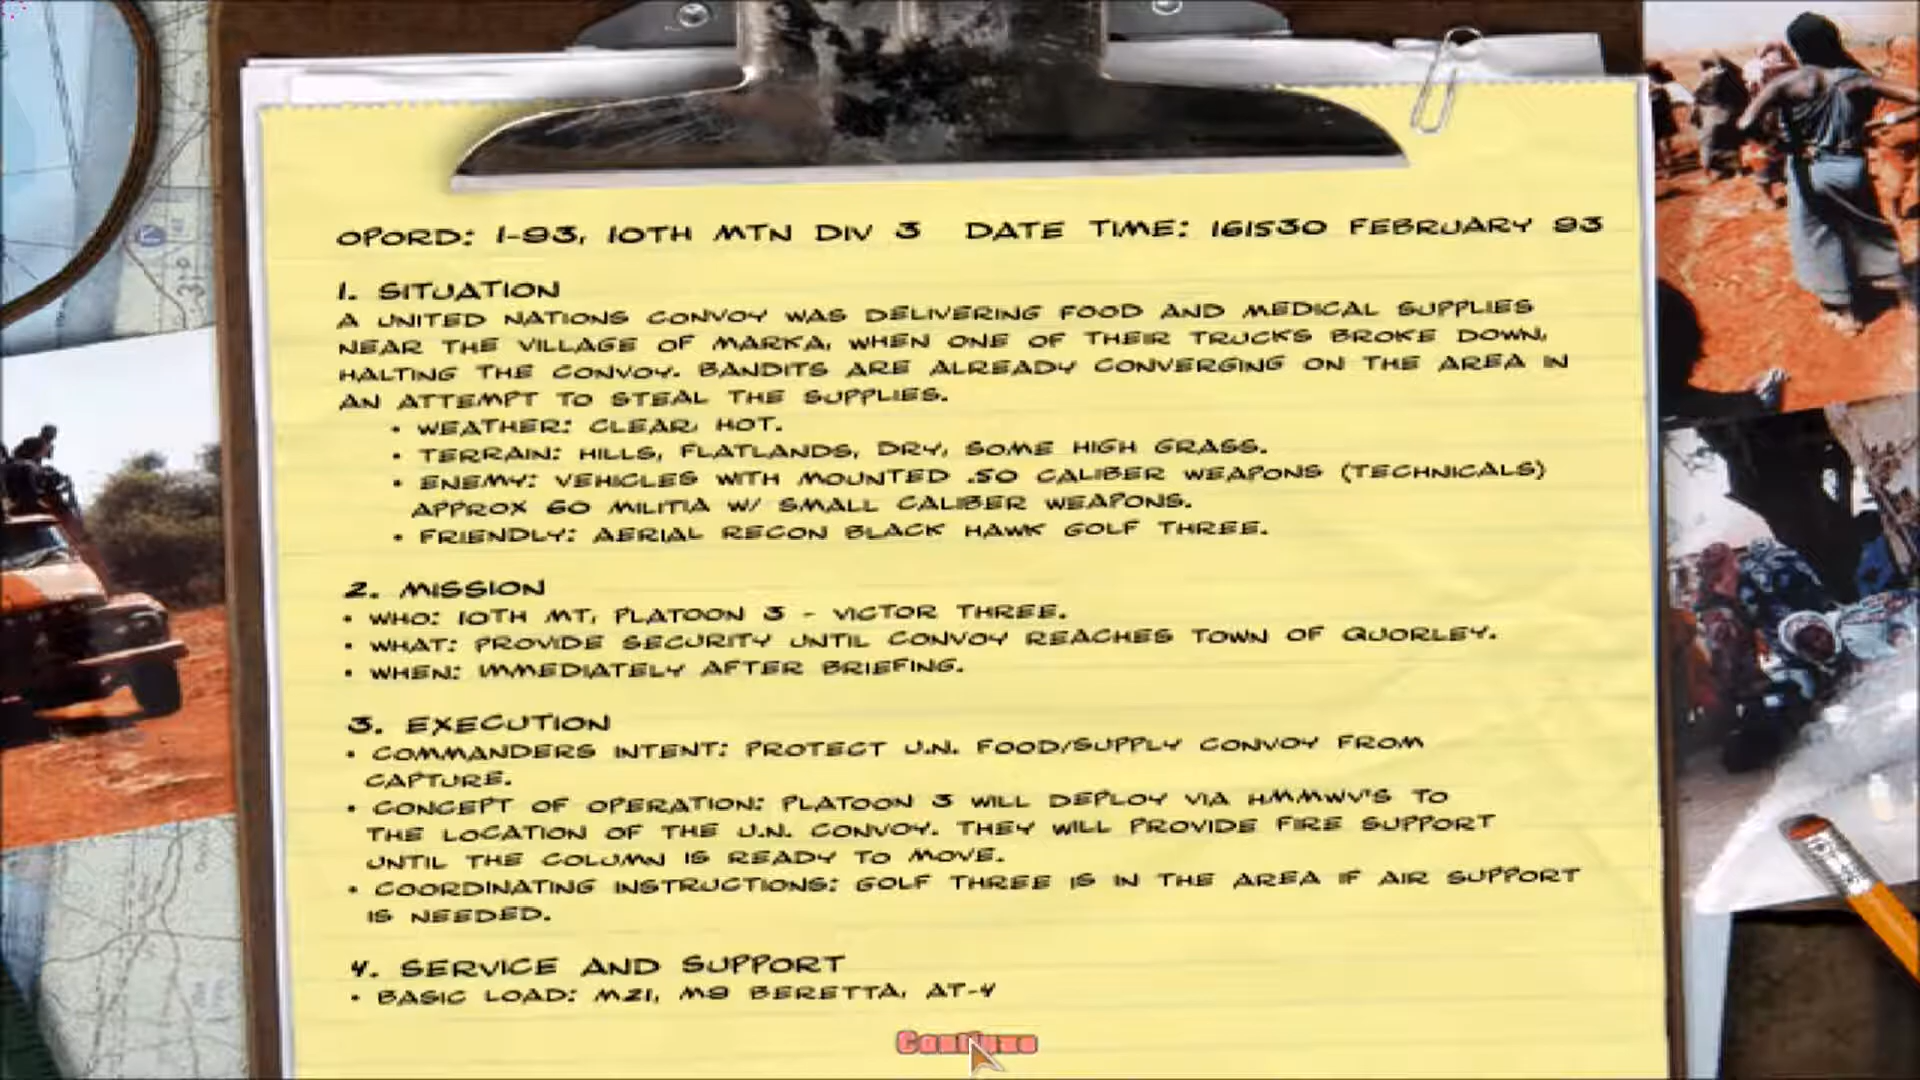 OPORD: 1-93, 10TH MTN DIV 3 DATE TIME: 161530 FEBRUARY 93
1. SITUATION
A UNITED NATIONS CONVOY WAS DELIVERING FOOD AND MEDICAL SUPPLIES
NEAR THE VILLAGE OF MARKA, WHEN ONE OF THEIR TRUCKS BROKE DOWN,
HALTING THE CONVOY. BANDITS ARE ALREADY CONVERGING ON THE AREA IN
AN ATTEMPT TO STEAL THE SUPPLIES.
• WEATHER: CLEAR, HOT.
• TERRAIN: HILLS, FLATLANDS, DRY, SOME HIGH GRASS.
• ENEMY: VEHICLES WITH MOUNTED .50 CALIBER WEAPONS (TECHNICALS)
APPROX 60 MILITIA W/ SMALL CALIBER WEAPONS.
• FRIENDLY: AERIAL RECON BLACK HAWK GOLF THREE.
2. MISSION
• WHO: 10TH MT, PLATOON 3 - VICTOR THREE.
• WHAT: PROVIDE SECURITY UNTIL CONVOY REACHES TOWN OF QUORLEY.
• WHEN: IMMEDIATELY AFTER BRIEFING.
3. EXECUTION
• COMMANDERS INTENT: PROTECT U.N. FOOD/SUPPLY CONVOY FROM
CAPTURE.
• CONCEPT OF OPERATION: PLATOON 3 WILL DEPLOY VIA HMMWV'S TO
THE LOCATION OF THE U.N. CONVOY. THEY WILL PROVIDE FIRE SUPPORT
UNTIL THE COLUMN IS READY TO MOVE.
• COORDINATING INSTRUCTIONS: GOLF THREE IS IN THE AREA IF AIR SUPPORT
IS NEEDED.
4. SERVICE AND SUPPORT
• BASIC LOAD: M21, M9 BERETTA, AT-4
Continue